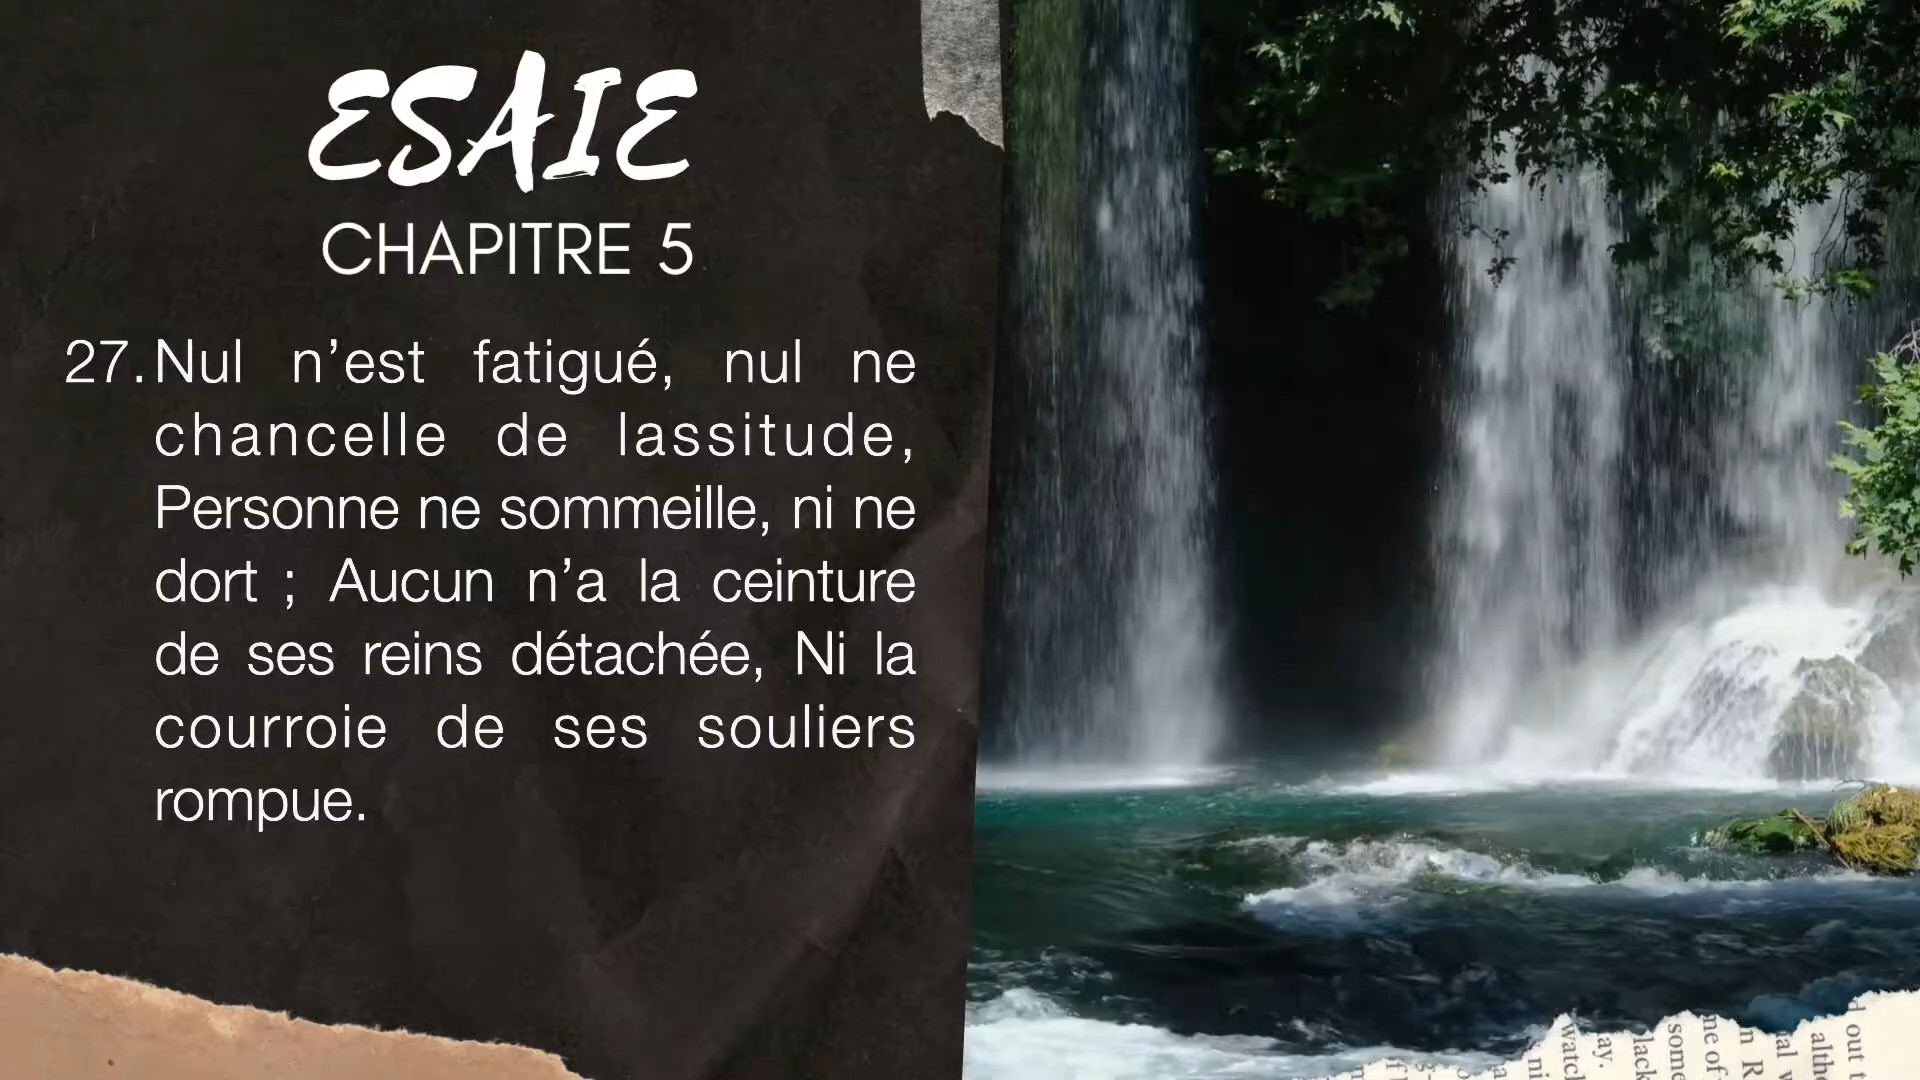 ESAIE
CHAPITRE 5
27. Nul n’est fatigué, nul ne
chancelle de lassitude,
Personne ne sommeille, ni ne
dort ; Aucun n’a la ceinture
de ses reins détachée, Ni la
courroie de ses souliers
rompue.